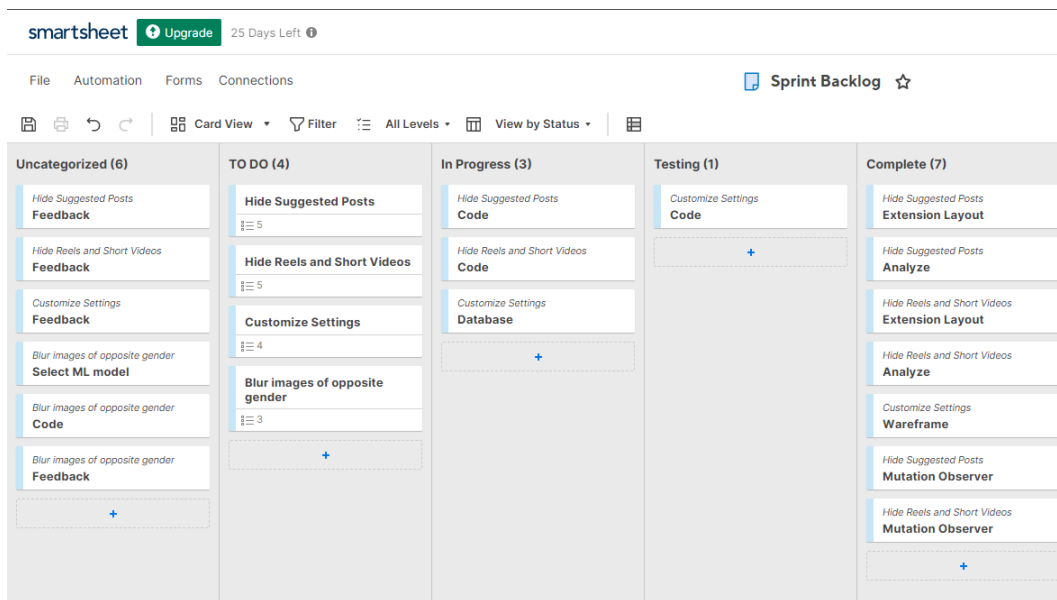 smartsheet Upgrade 25 Days Left
File Automation Forms Connections Sprint Backlog
Card View Filter All Levels View by Status
Uncategorized (6)
Hide Suggested Posts
Feedback
Hide Reels and Short Videos
Feedback
Customize Settings
Feedback
Blur images of opposite gender
Select ML model
Blur images of opposite gender
Code
Blur images of opposite gender
Feedback
+
TO DO (4)
Hide Suggested Posts
5
Hide Reels and Short Videos
5
Customize Settings
4
Blur images of opposite
gender
3
+
In Progress (3)
Hide Suggested Posts
Code
Hide Reels and Short Videos
Code
Customize Settings
Database
+
Testing (1)
Customize Settings
Code
+
Complete (7)
Hide Suggested Posts
Extension Layout
Hide Suggested Posts
Analyze
Hide Reels and Short Videos
Extension Layout
Hide Reels and Short Videos
Analyze
Customize Settings
Wareframe
Hide Suggested Posts
Mutation Observer
Hide Reels and Short Videos
Mutation Observer
+